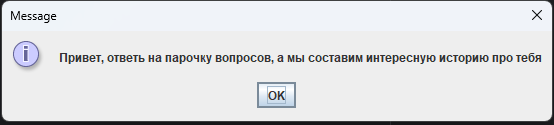 Message
Привет, ответь на парочку вопросов, а мы составим интересную историю про тебя
OK